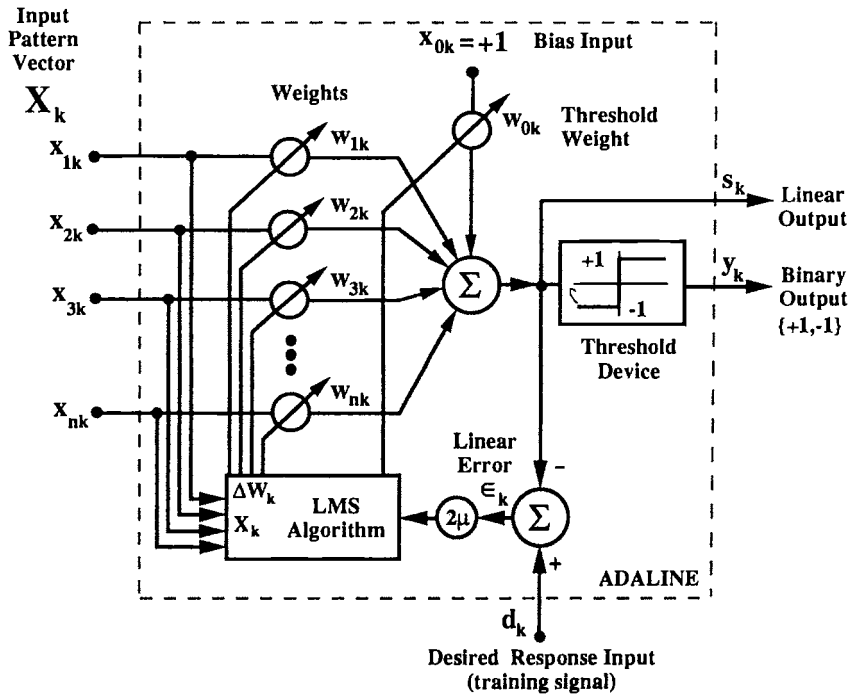 Input
Pattern
Vector
X_k
x_0k = +1
Bias Input
Weights
w_0k
Threshold
Weight
x_1k
w_1k
x_2k
w_2k
x_3k
w_3k
x_nk
w_nk
Σ
s_k
Linear
Output
+1
-1
y_k
Binary
Output
{+1,-1}
Threshold
Device
Linear
Error
∈_k
-
ΔW_k
X_k
LMS
Algorithm
2μ
Σ
+
ADALINE
d_k
Desired Response Input
(training signal)